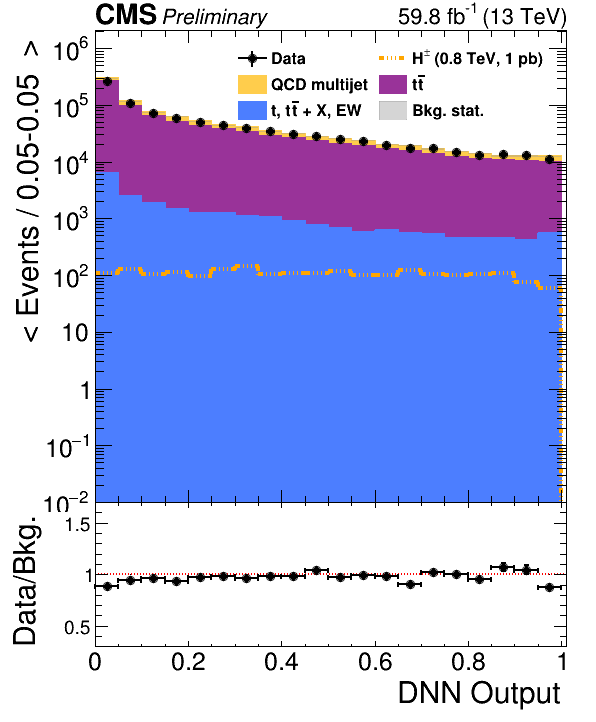 CMS Preliminary 59.8 fb⁻¹ (13 TeV)
< Events / 0.05-0.05 >
10⁶
10⁵
10⁴
10³
10²
10
1
10⁻¹
10⁻²
Data
H± (0.8 TeV, 1 pb)
QCD multijet
tt̄
t, tt̄ + X, EW
Bkg. stat.
Data/Bkg.
1.5
1
0.5
0 0.2 0.4 0.6 0.8 1
DNN Output